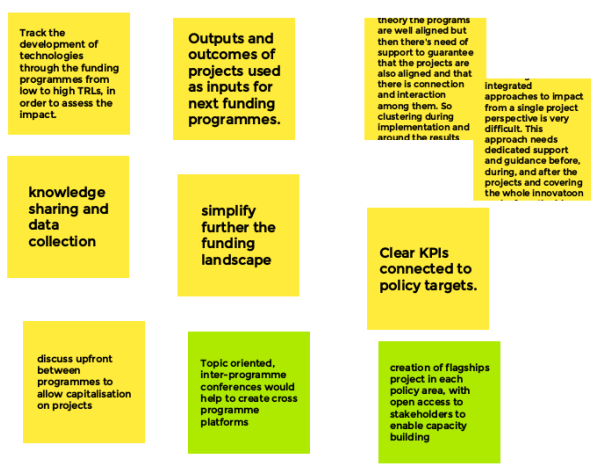 Track the
development of
technologies
through the funding
programmes from
low to high TRLs, in
order to assess the
impact.
Outputs and
outcomes of
projects used
as inputs for
next funding
programmes.
theory the programs
are well aligned but
then there's need of
support to guarantee
that the projects are
also aligned and that
there is connection
and interaction
among them. So
clustering during
implementation and
around the results
integrated
approaches to impact
from a single project
perspective is very
difficult. This
approach needs
dedicated support
and guidance before,
during, and after the
projects and covering
the whole innovatoon
knowledge
sharing and
data
collection
simplify
further the
funding
landscape
Clear KPIs
connected to
policy targets.
discuss upfront
between
programmes to
allow capitalisation
on projects
Topic oriented,
inter-programme
conferences would
help to create cross
programme
platforms
creation of flagships
project in each
policy area, with
open access to
stakeholders to
enable capacity
building